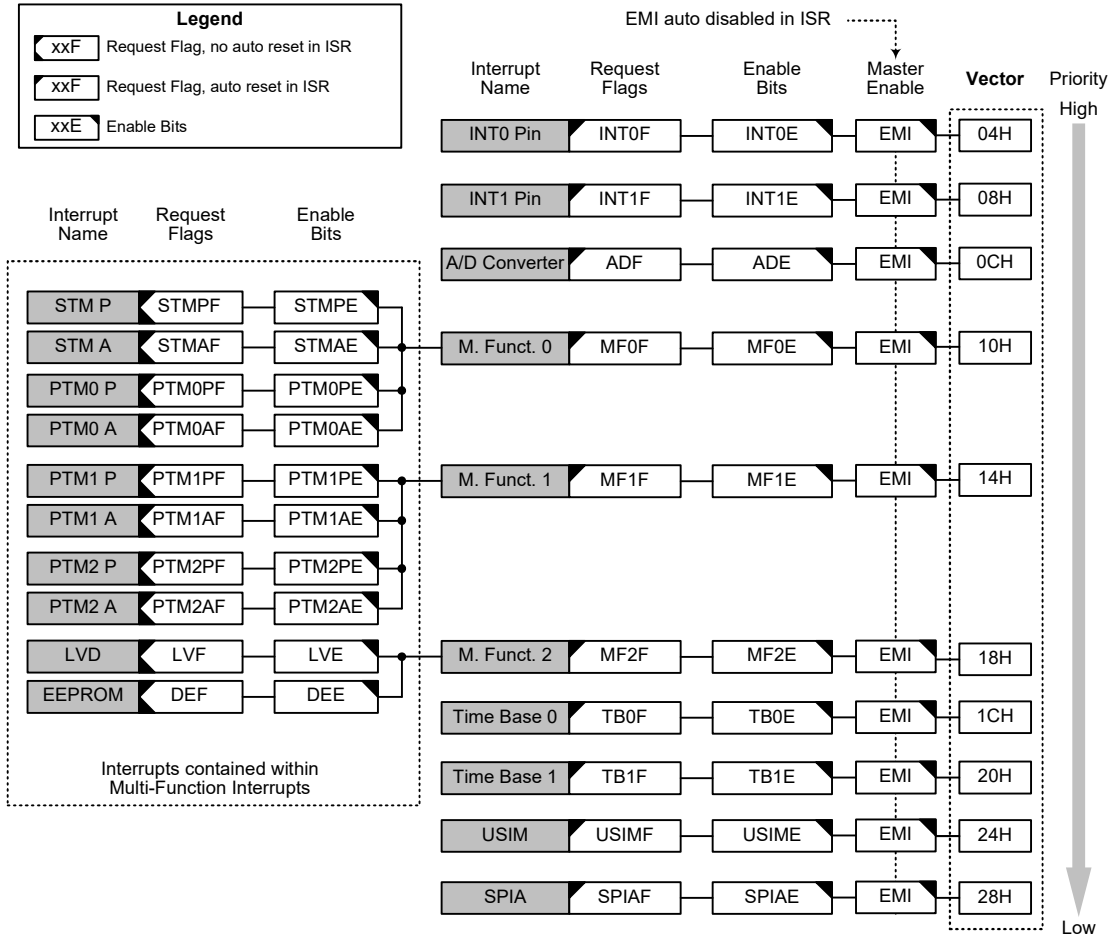 Legend
xxF Request Flag, no auto reset in ISR
xxF Request Flag, auto reset in ISR
xxE Enable Bits
EMI auto disabled in ISR
Interrupt Name Request Flags Enable Bits Master Enable Vector Priority
High
INT0 Pin INT0F INT0E EMI 04H
INT1 Pin INT1F INT1E EMI 08H
A/D Converter ADF ADE EMI 0CH
M. Funct. 0 MF0F MF0E EMI 10H
M. Funct. 1 MF1F MF1E EMI 14H
M. Funct. 2 MF2F MF2E EMI 18H
Time Base 0 TB0F TB0E EMI 1CH
Time Base 1 TB1F TB1E EMI 20H
USIM USIMF USIME EMI 24H
SPIA SPIAF SPIAE EMI 28H
Low
Interrupt Name Request Flags Enable Bits
STM P STMPF STMPE
STM A STMAF STMAE
PTM0 P PTM0PF PTM0PE
PTM0 A PTM0AF PTM0AE
PTM1 P PTM1PF PTM1PE
PTM1 A PTM1AF PTM1AE
PTM2 P PTM2PF PTM2PE
PTM2 A PTM2AF PTM2AE
LVD LVF LVE
EEPROM DEF DEE
Interrupts contained within
Multi-Function Interrupts